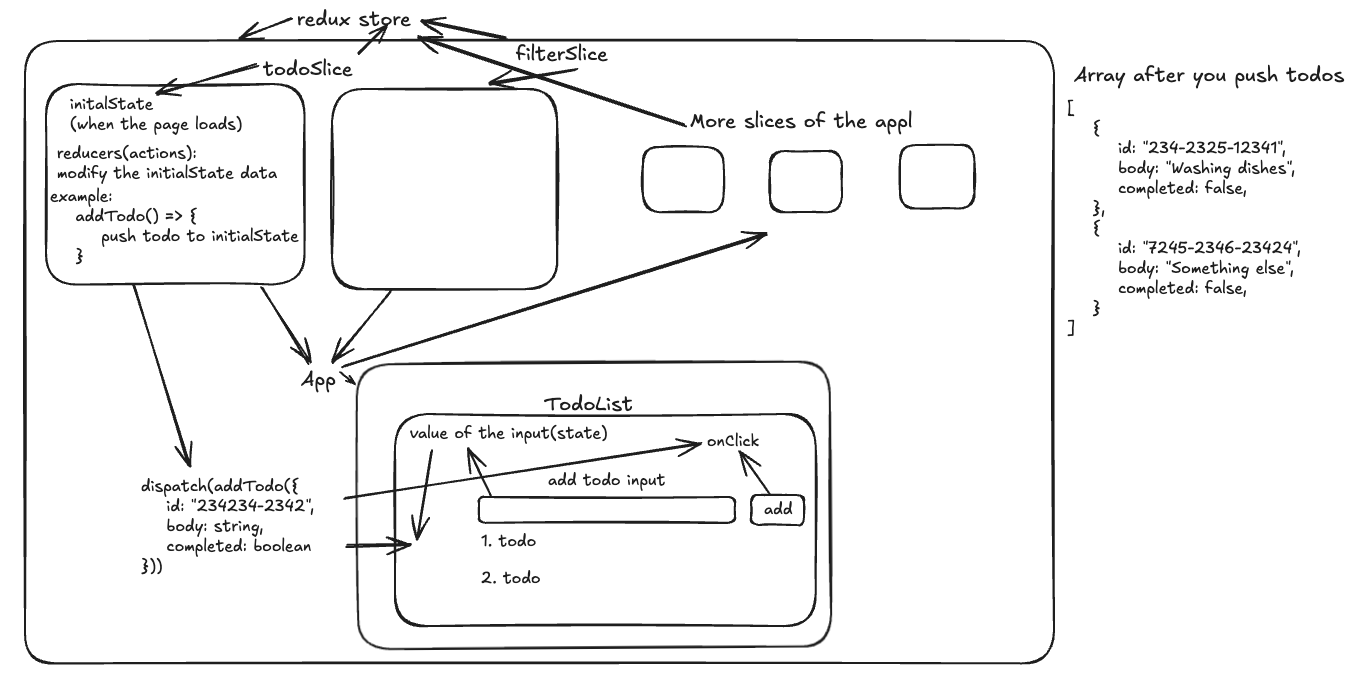 redux store
filterSlice
todoSlice
initalState
(when the page loads)
reducers(actions):
modify the initialState data
example:
addTodo() => {
push todo to initialState
}
More slices of the appl
Array after you push todos
[
{
id: "234-2325-12341",
body: "Washing dishes",
completed: false,
},
{
id: "7245-2346-23424",
body: "Something else",
completed: false,
}
]
App
TodoList
value of the input(state)
onClick
add todo input
add
1. todo
2. todo
dispatch(addTodo({
id: "234234-2342",
body: string,
completed: boolean
}))